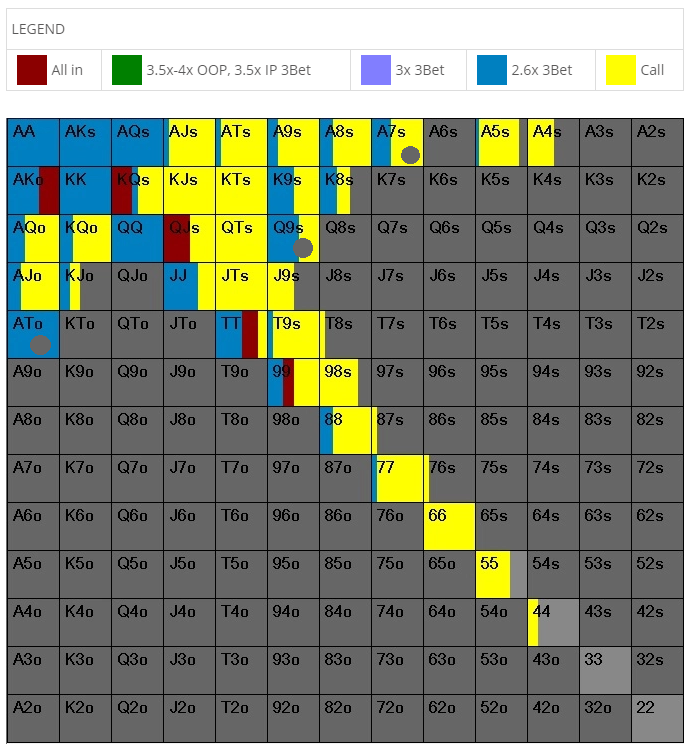 LEGEND
All in 3.5x-4x OOP, 3.5x IP 3Bet 3x 3Bet 2.6x 3Bet Call
AA AKs AQs AJs ATs A9s A8s A7s A6s A5s A4s A3s A2s
AKo KK KQs KJs KTs K9s K8s K7s K6s K5s K4s K3s K2s
AQo KQo QQ QJs QTs Q9s Q8s Q7s Q6s Q5s Q4s Q3s Q2s
AJo KJo QJo JJ JTs J9s J8s J7s J6s J5s J4s J3s J2s
ATo KTo QTo JTo TT T9s T8s T7s T6s T5s T4s T3s T2s
A9o K9o Q9o J9o T9o 99 98s 97s 96s 95s 94s 93s 92s
A8o K8o Q8o J8o T8o 98o 88 87s 86s 85s 84s 83s 82s
A7o K7o Q7o J7o T7o 97o 87o 77 76s 75s 74s 73s 72s
A6o K6o Q6o J6o T6o 96o 86o 76o 66 65s 64s 63s 62s
A5o K5o Q5o J5o T5o 95o 85o 75o 65o 55 54s 53s 52s
A4o K4o Q4o J4o T4o 94o 84o 74o 64o 54o 44 43s 42s
A3o K3o Q3o J3o T3o 93o 83o 73o 63o 53o 43o 33 32s
A2o K2o Q2o J2o T2o 92o 82o 72o 62o 52o 42o 32o 22